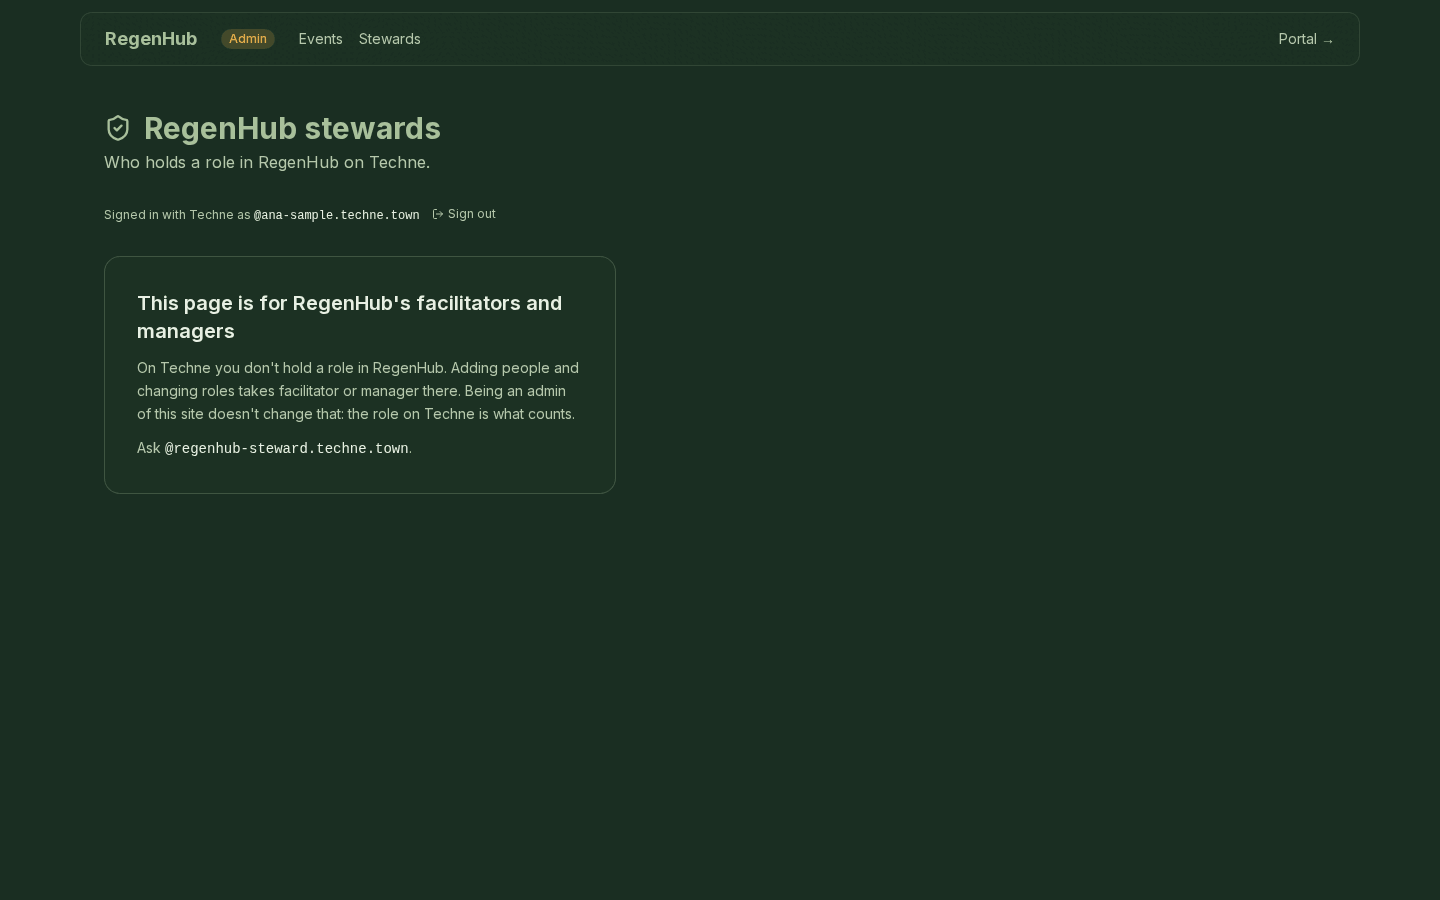 RegenHub Admin Events Stewards Portal →
RegenHub stewards
Who holds a role in RegenHub on Techne.
Signed in with Techne as @ana-sample.techne.town Sign out
This page is for RegenHub's facilitators and
managers
On Techne you don't hold a role in RegenHub. Adding people and
changing roles takes facilitator or manager there. Being an admin
of this site doesn't change that: the role on Techne is what counts.
Ask @regenhub-steward.techne.town.